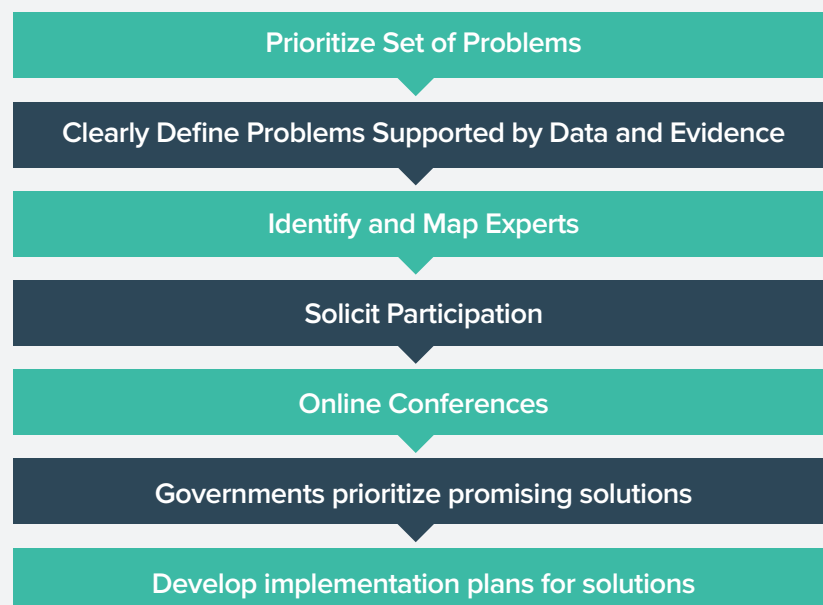 Prioritize Set of Problems
Clearly Define Problems Supported by Data and Evidence
Identify and Map Experts
Solicit Participation
Online Conferences
Governments prioritize promising solutions
Develop implementation plans for solutions